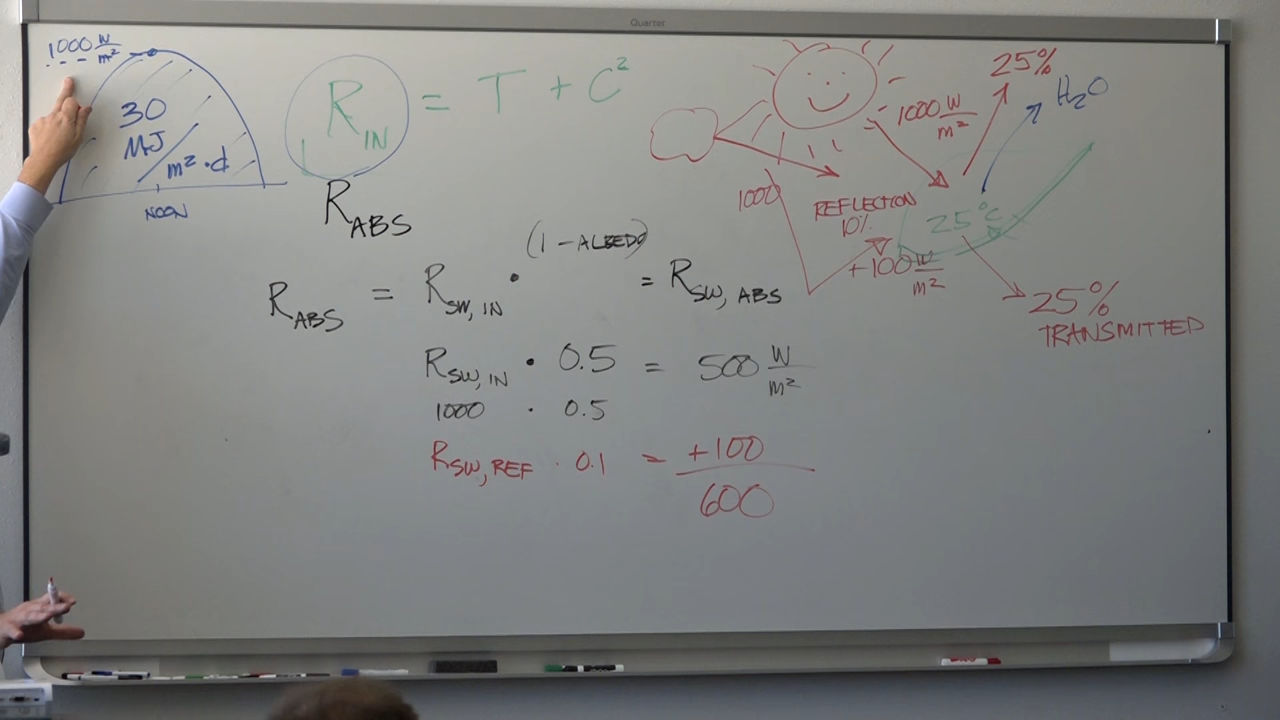 Quarter
1000 W/m²
30
MJ
m²·d
NOON
R_IN = T + C²
R_ABS
(1 - ALBEDO)
R_ABS = R_SW, IN · = R_SW, ABS
R_SW, IN · 0.5 = 500 W/m²
1000 · 0.5
R_SW, REF · 0.1 = +100
600
25%
H₂O
1000 W/m²
1000
REFLECTION
10%
25°C
+100 W/m²
25%
TRANSMITTED